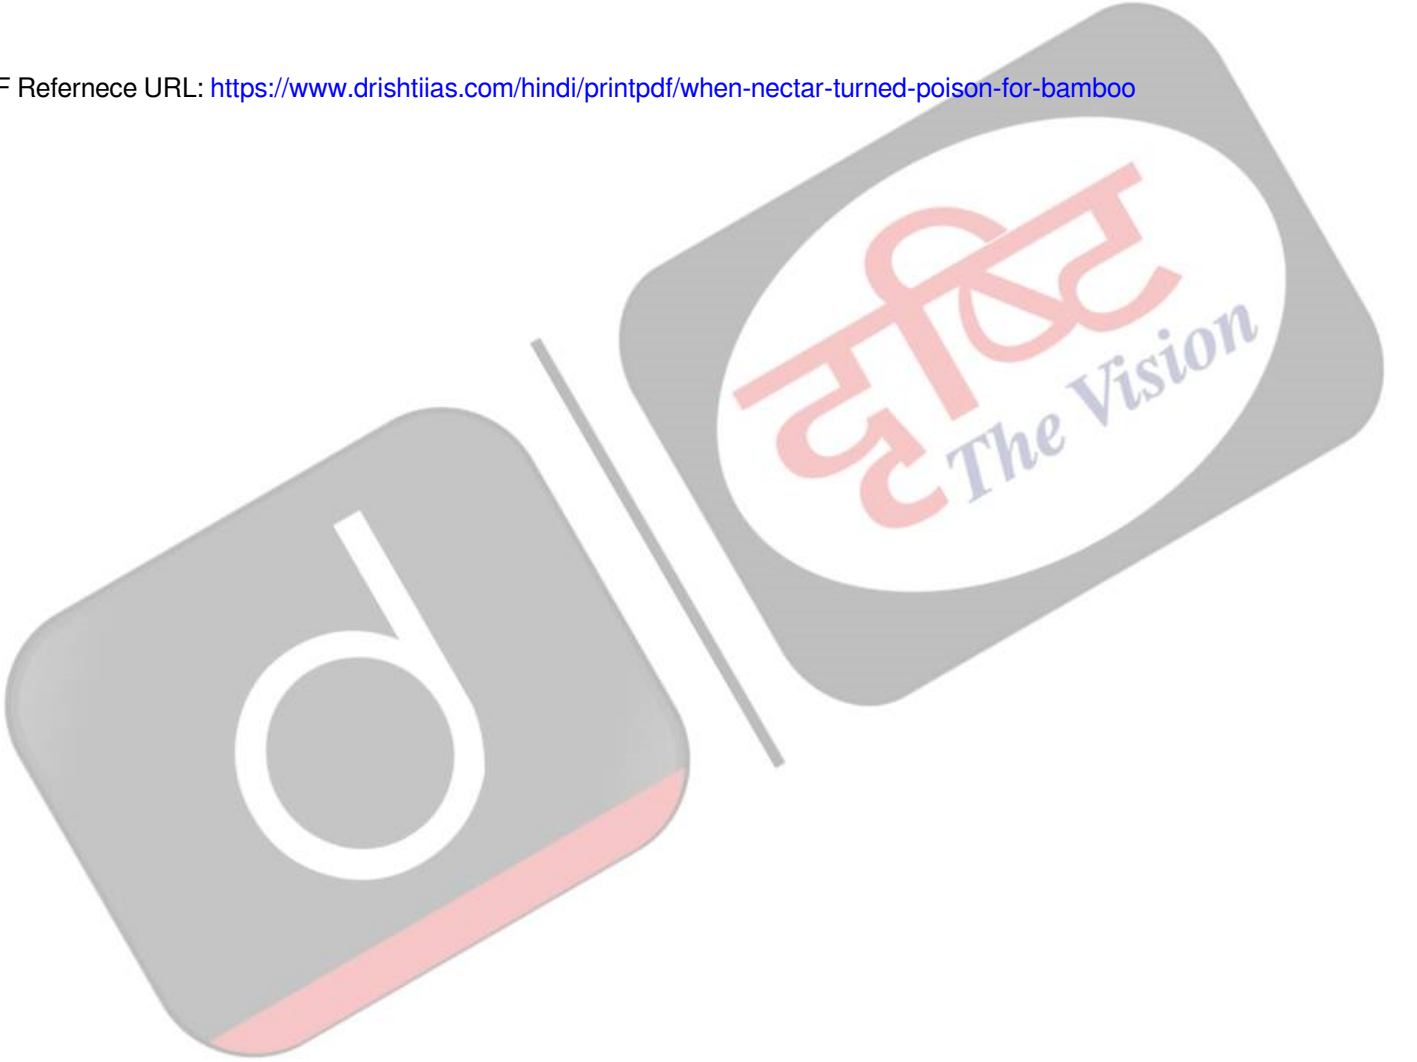 F Refernece URL: https://www.drishtiias.com/hindi/printpdf/when-nectar-turned-poison-for-bamboo
दृष्टि
The Vision
d